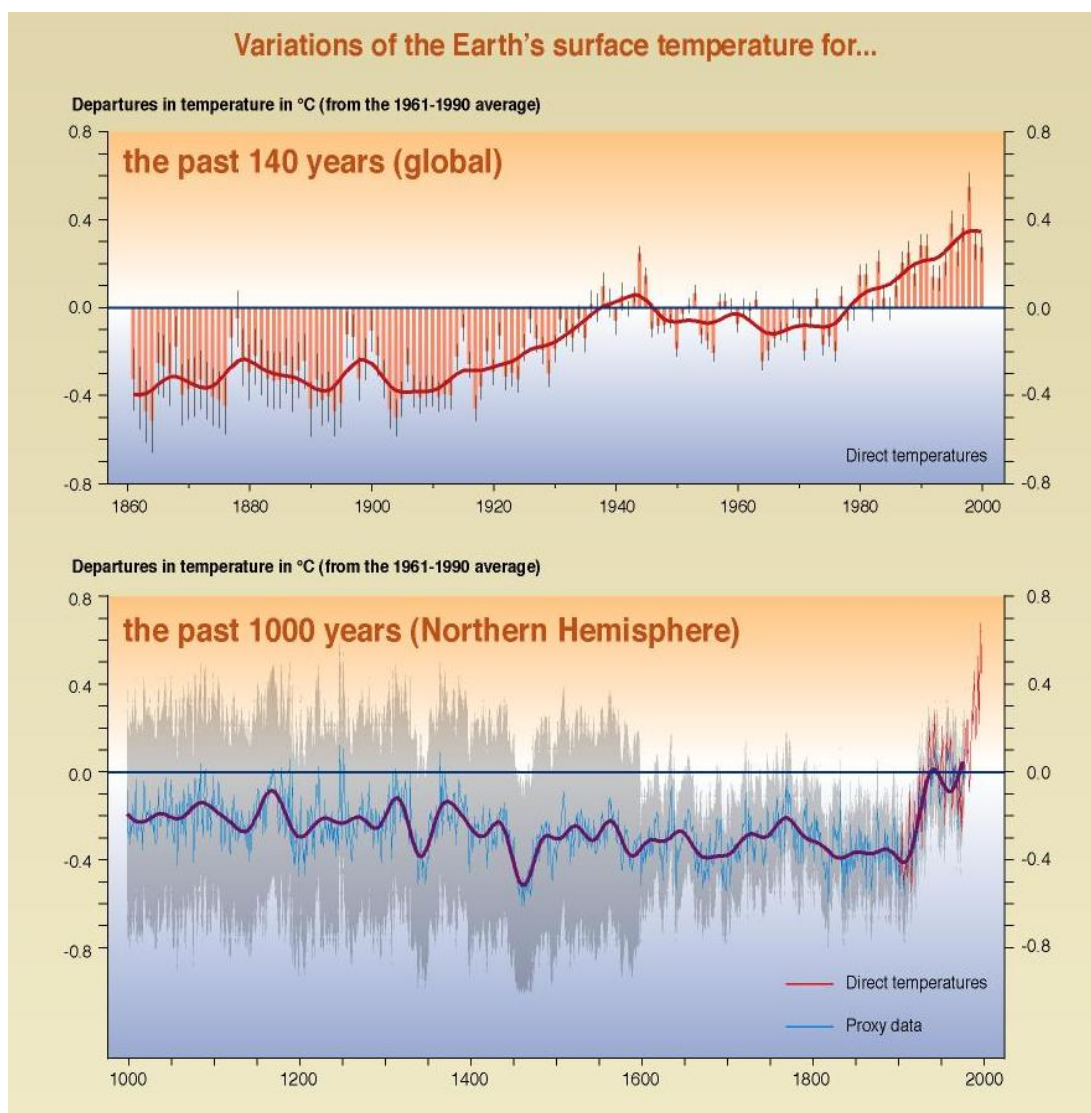 Variations of the Earth's surface temperature for...
Departures in temperature in °C (from the 1961-1990 average)
the past 140 years (global)
0.8 0.8
0.4 0.4
0.0 0.0
-0.4 -0.4
Direct temperatures
-0.8 -0.8
1860 1880 1900 1920 1940 1960 1980 2000
Departures in temperature in °C (from the 1961-1990 average)
0.8 0.8
the past 1000 years (Northern Hemisphere)
0.4 0.4
0.0 0.0
-0.4 -0.4
-0.8 -0.8
Direct temperatures
Proxy data
1000 1200 1400 1600 1800 2000